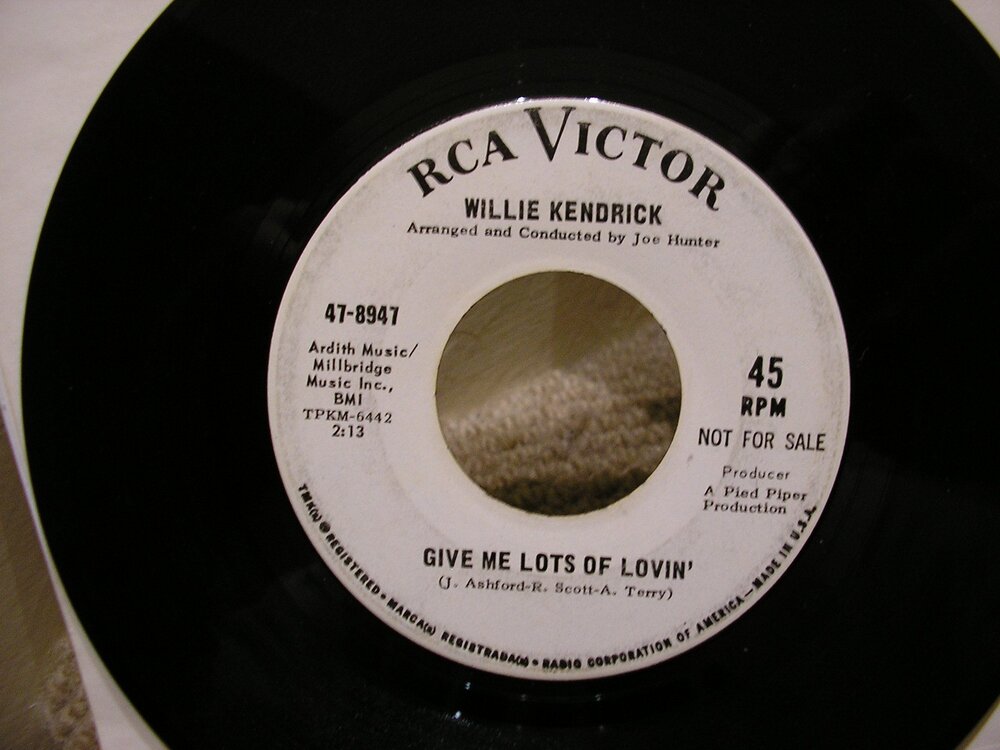 RCA VICTOR
WILLIE KENDRICK
Arranged and Conducted by Joe Hunter
47-8947
Ardith Music/
Millbridge
Music Inc.,
BMI
TPKM-6442
2:13
45
RPM
NOT FOR SALE
Producer
A Pied Piper
Production
GIVE ME LOTS OF LOVIN'
(J. Ashford-R. Scott-A. Terry)
TMK(s) ® REGISTERED • MARCA(s) REGISTRADA(s) • RADIO CORPORATION OF AMERICA—MADE IN U.S.A.